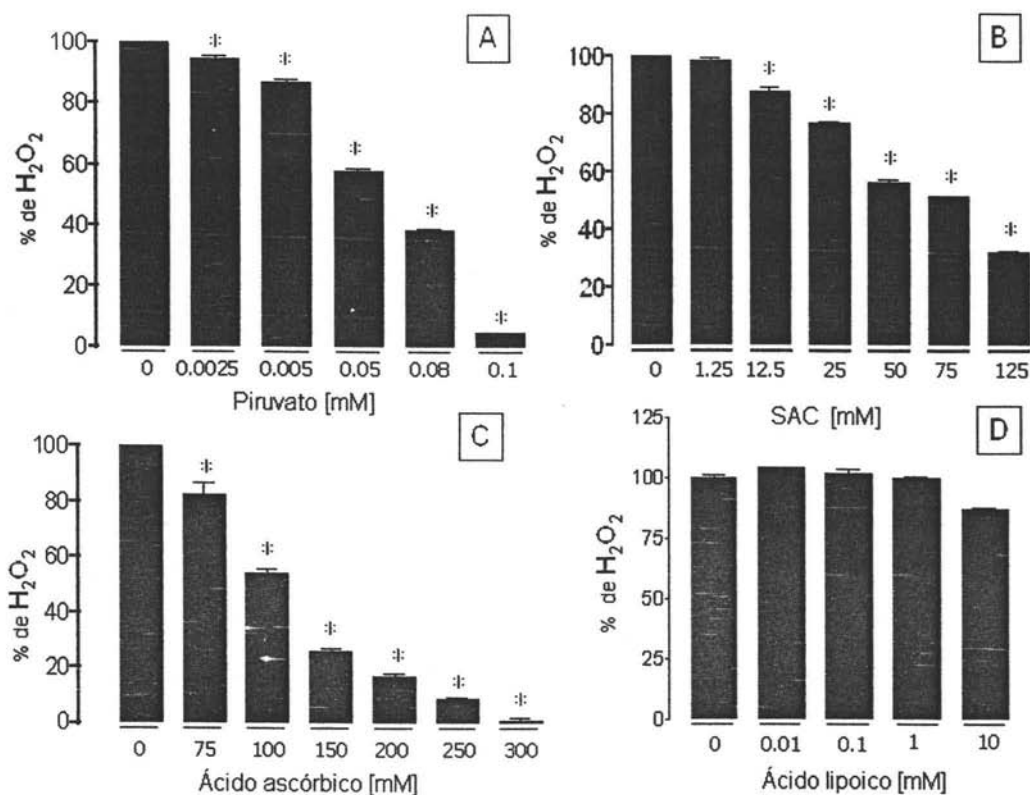 A
% de H₂O₂
100
80
60
40
20
0
* * * * *
0 0.0025 0.005 0.05 0.08 0.1
Piruvato [mM]
B
% de H₂O₂
100
80
60
40
20
0
* * * * *
0 1.25 12.5 25 50 75 125
SAC [mM]
C
% de H₂O₂
100
80
60
40
20
0
* * * * * *
0 75 100 150 200 250 300
Ácido ascórbico [mM]
D
% de H₂O₂
125
100
75
50
25
0
0 0.01 0.1 1 10
Ácido lipoico [mM]